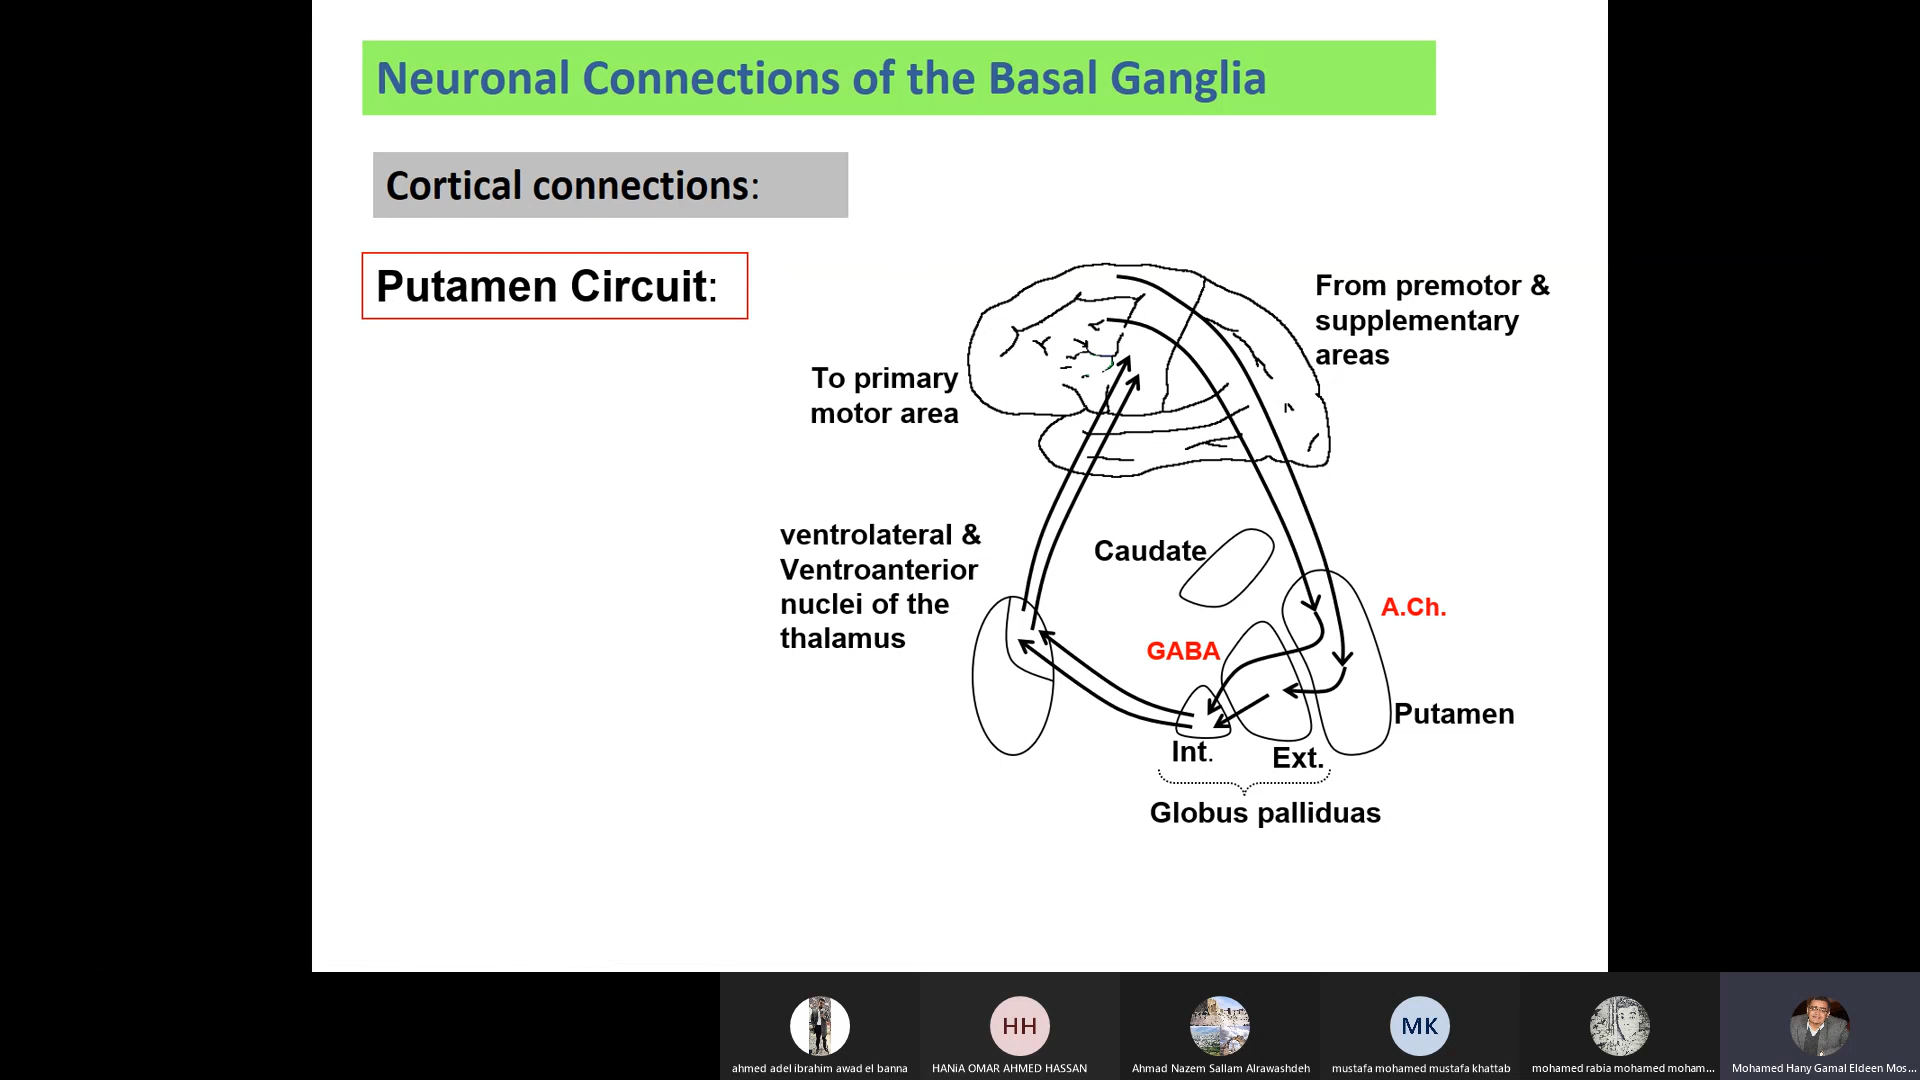 Neuronal Connections of the Basal Ganglia
Cortical connections:
Putamen Circuit:
From premotor &
supplementary
areas
To primary
motor area
ventrolateral &
Ventroanterior
nuclei of the
thalamus
Caudate
A.Ch.
GABA
Putamen
Int.
Ext.
Globus palliduas
HH
MK
ahmed adel ibrahim awad el banna
HANiA OMAR AHMED HASSAN
Ahmad Nazem Sallam Alrawashdeh
mustafa mohamed mustafa khattab
mohamed rabia mohamed moham...
Mohamed Hany Gamal Eldeen Mos...